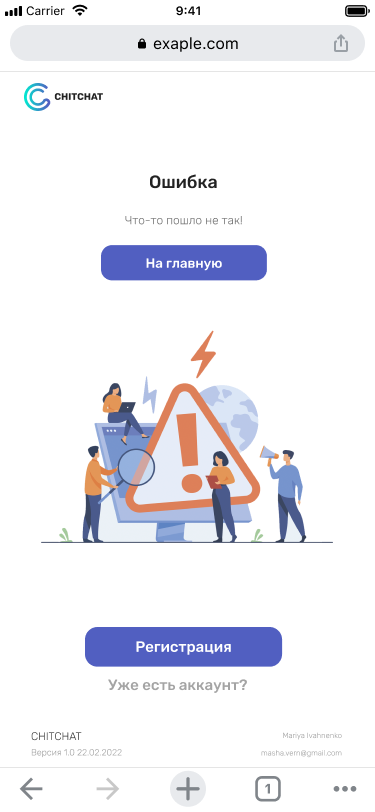 Carrier 9:41
exaple.com
CHITCHAT
Ошибка
Что-то пошло не так!
На главную
Регистрация
Уже есть аккаунт?
CHITCHAT Mariya Ivahnenko
Версия 1.0 22.02.2022 masha.vern@gmail.com
1